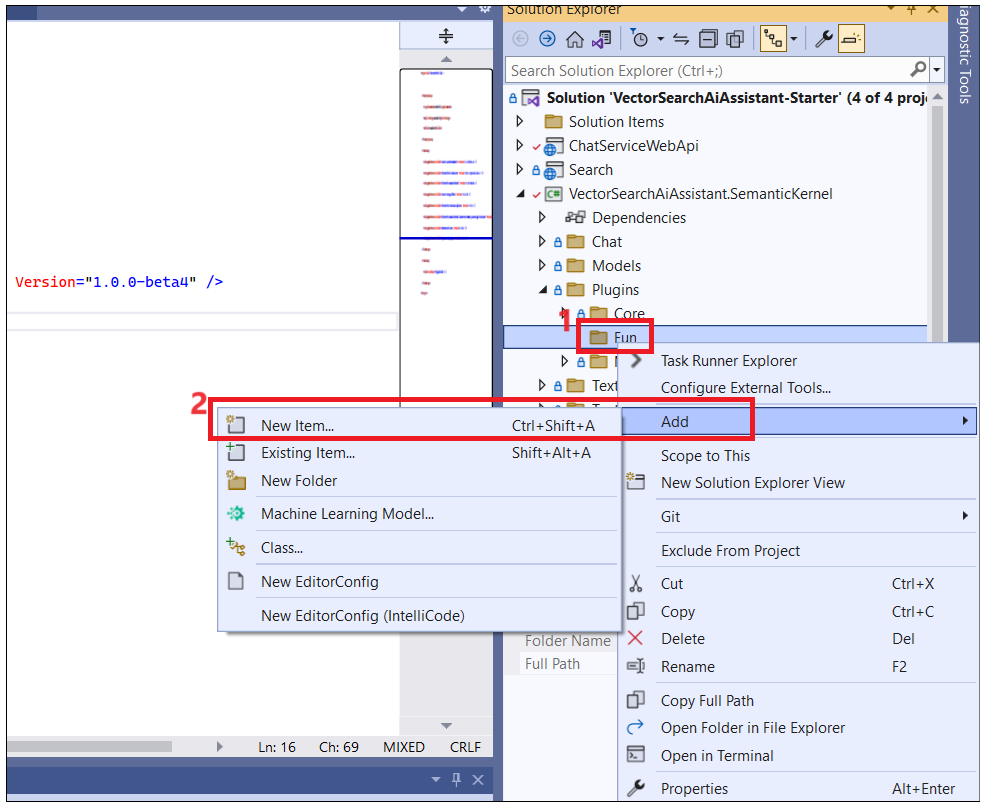 Solution Explorer
Search Solution Explorer (Ctrl+;)
Solution 'VectorSearchAiAssistant-Starter' (4 of 4 proj
Solution Items
ChatServiceWebApi
Search
VectorSearchAiAssistant.SemanticKernel
C#
Dependencies
Chat
Models
Plugins
Core
1
Fun
Text
iagnostic Tools
Version="1.0.0-beta4" />
Task Runner Explorer
Configure External Tools...
Add
Scope to This
New Solution Explorer View
Git
Exclude From Project
Cut Ctrl+X
Copy Ctrl+C
Delete Del
Rename F2
Copy Full Path
Open Folder in File Explorer
Open in Terminal
Properties Alt+Enter
2
New Item... Ctrl+Shift+A
Existing Item... Shift+Alt+A
New Folder
Machine Learning Model...
Class...
New EditorConfig
New EditorConfig (IntelliCode)
Folder Name
Full Path
Ln: 16 Ch: 69 MIXED CRLF